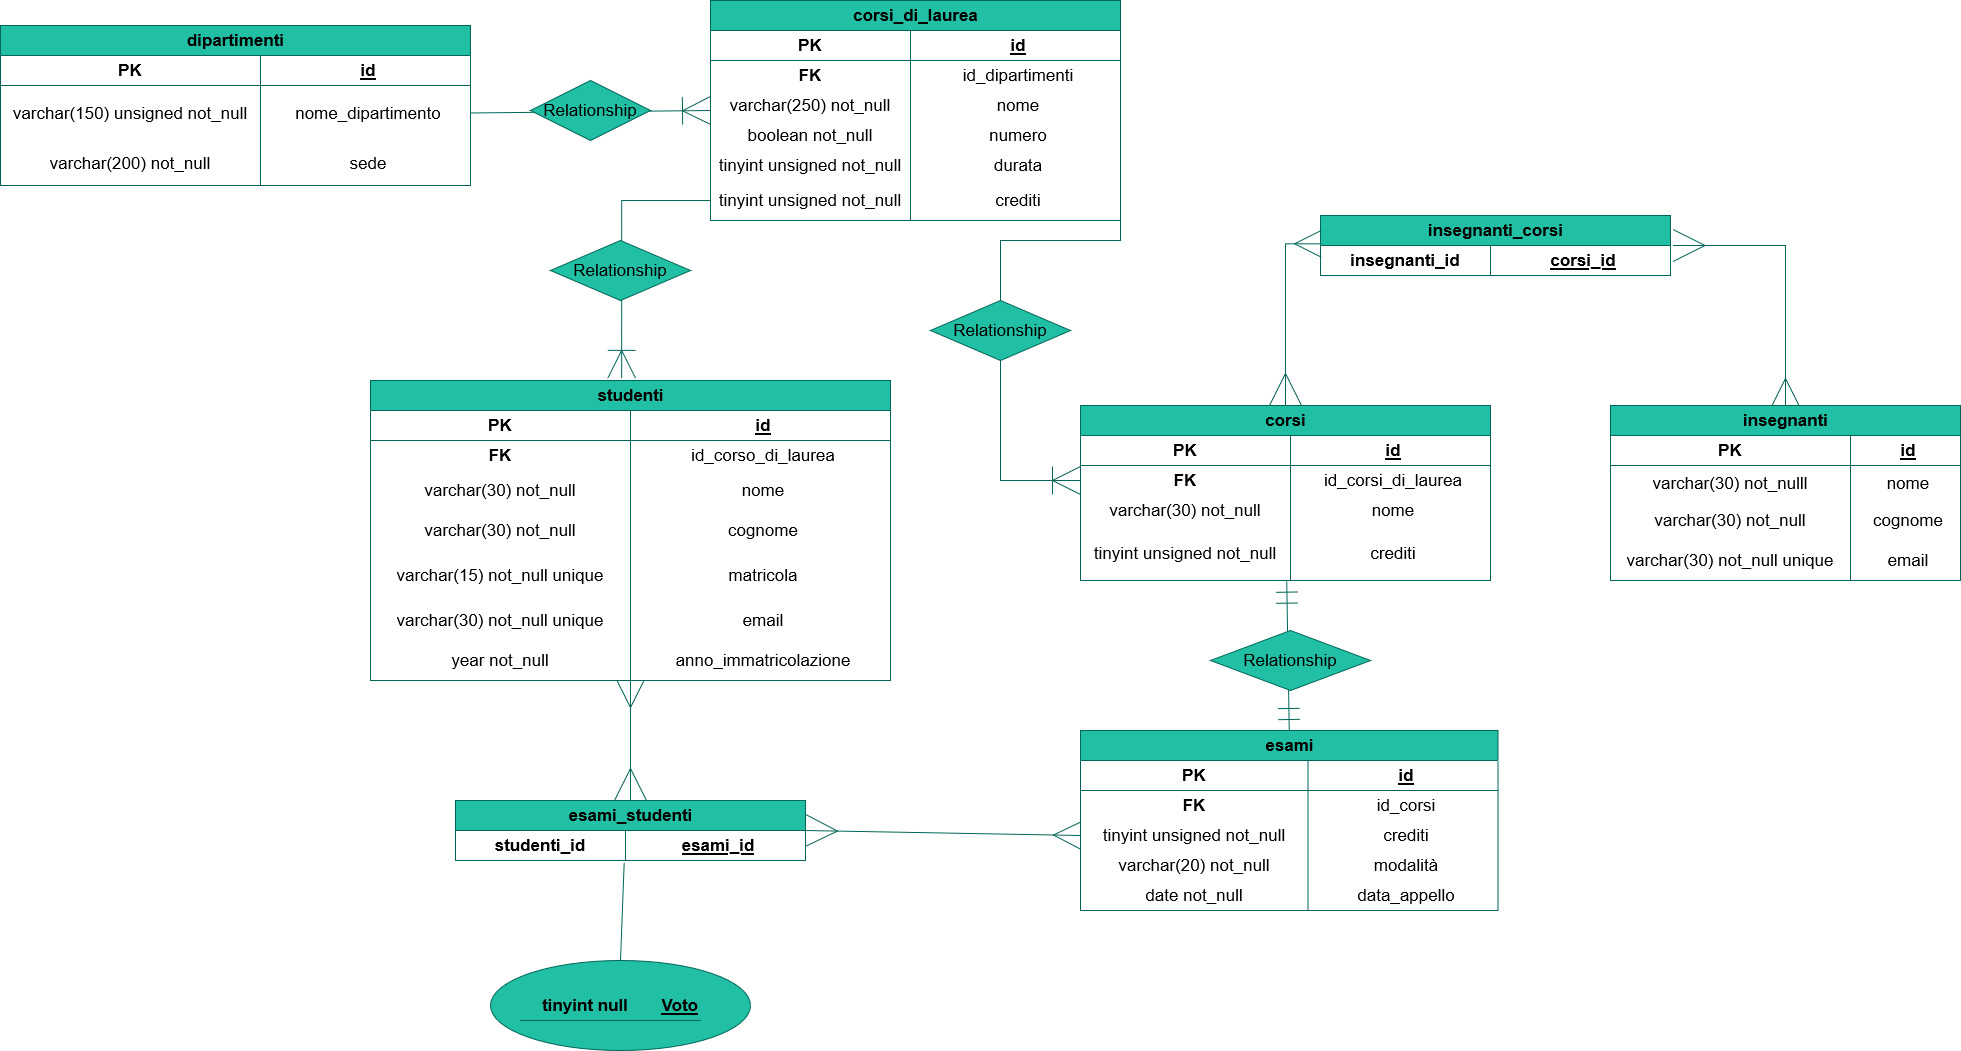 dipartimenti
PK id
varchar(150) unsigned not_null nome_dipartimento
varchar(200) not_null sede
Relationship
corsi_di_laurea
PK id
FK id_dipartimenti
varchar(250) not_null nome
boolean not_null numero
tinyint unsigned not_null durata
tinyint unsigned not_null crediti
Relationship
Relationship
insegnanti_corsi
insegnanti_id corsi_id
studenti
PK id
FK id_corso_di_laurea
varchar(30) not_null nome
varchar(30) not_null cognome
varchar(15) not_null unique matricola
varchar(30) not_null unique email
year not_null anno_immatricolazione
corsi
PK id
FK id_corsi_di_laurea
varchar(30) not_null nome
tinyint unsigned not_null crediti
insegnanti
PK id
varchar(30) not_nulll nome
varchar(30) not_null cognome
varchar(30) not_null unique email
Relationship
esami
PK id
FK id_corsi
tinyint unsigned not_null crediti
varchar(20) not_null modalità
date not_null data_appello
esami_studenti
studenti_id esami_id
tinyint null Voto